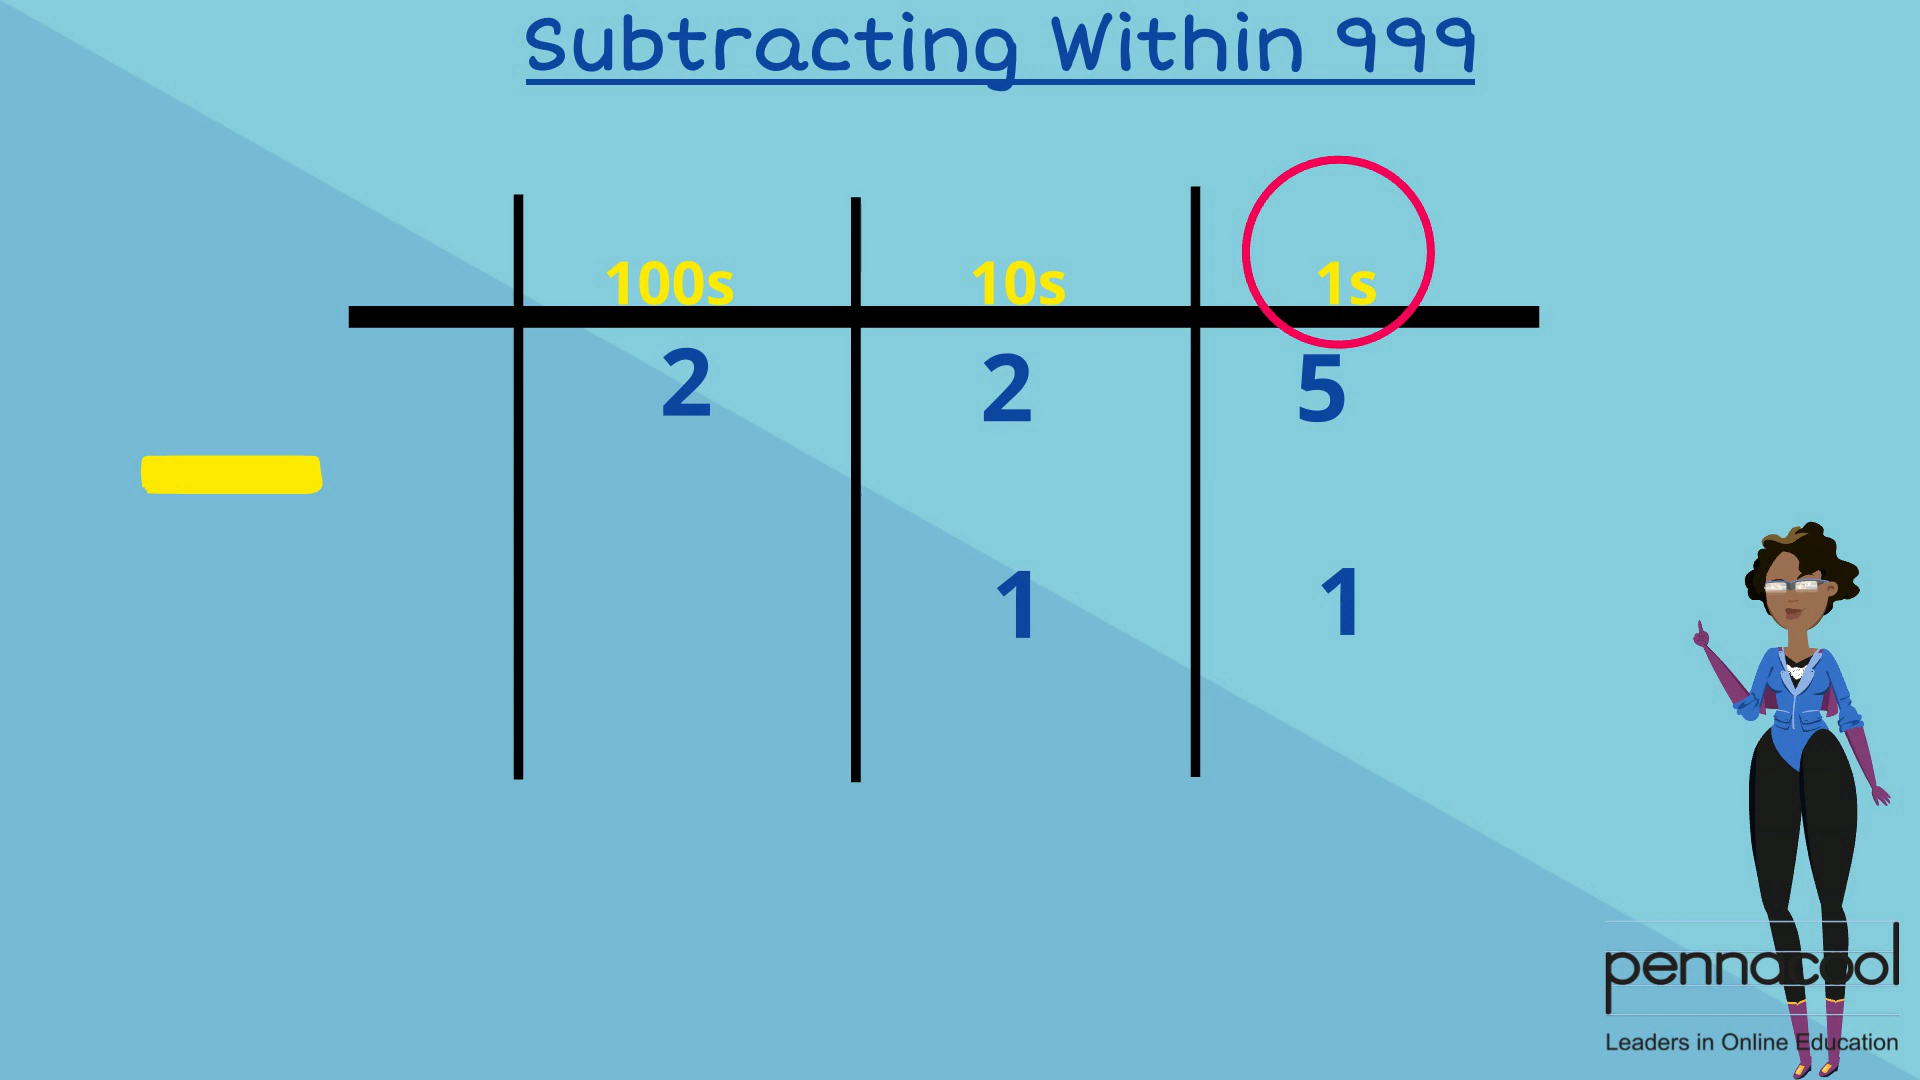 Subtracting Within 999
100s 10s 1s
2 2 5
1 1
pennacool
Leaders in Online Education